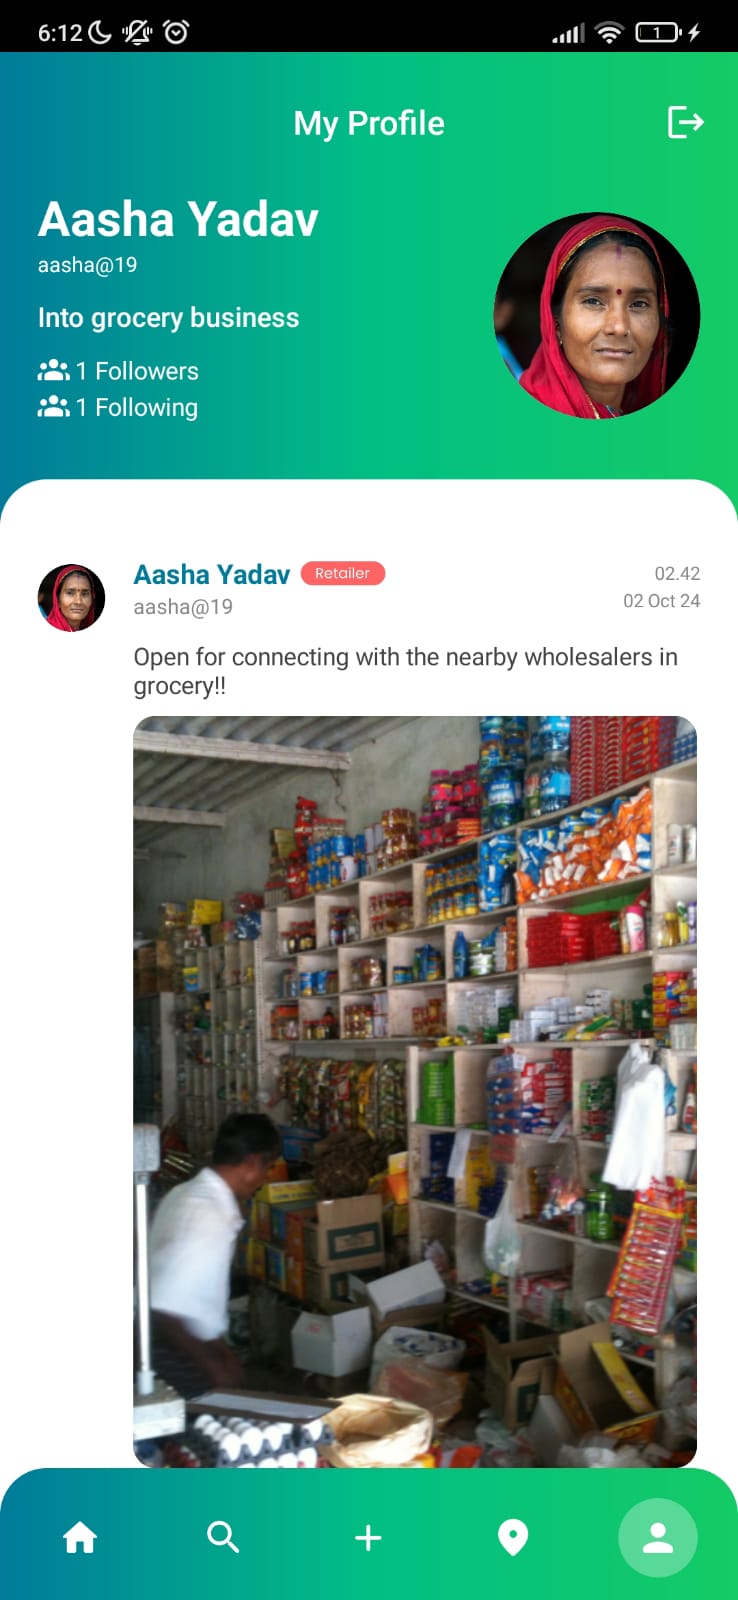 6:12
1
My Profile
Aasha Yadav
aasha@19
Into grocery business
1 Followers
1 Following
Aasha Yadav Retailer
02.42
aasha@19
02 Oct 24
Open for connecting with the nearby wholesalers in
grocery!!